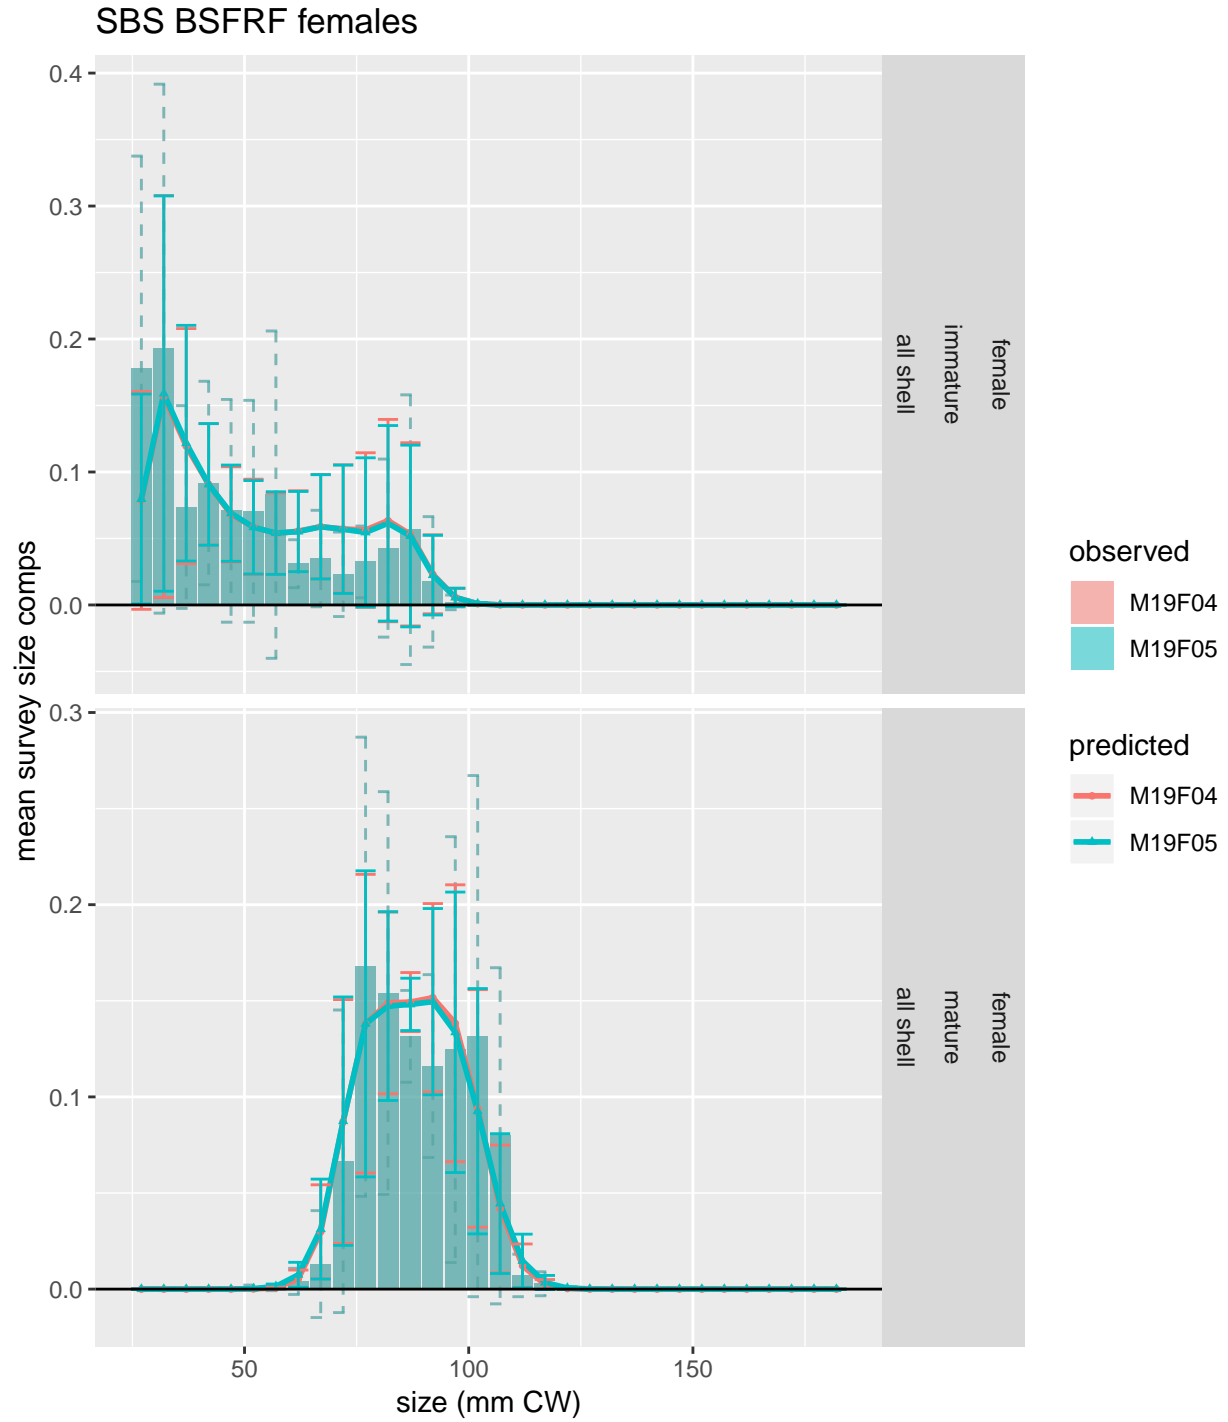 SBS BSFRF females
0.4
0.3
0.2
0.1
0.0
all shell
immature
female
0.3
0.2
0.1
0.0
all shell
mature
female
50
100
150
size (mm CW)
mean survey size comps
observed
M19F04
M19F05
predicted
M19F04
M19F05